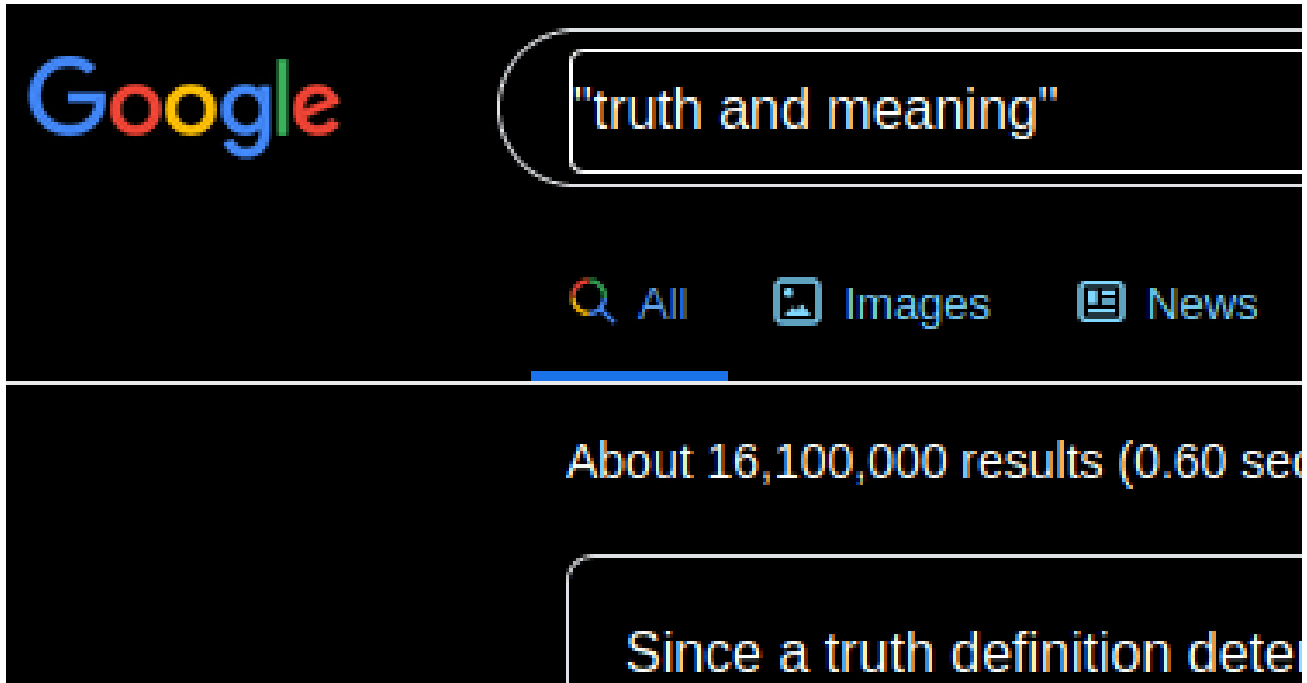 Google
"truth and meaning"
All Images News
About 16,100,000 results (0.60
Since a truth definition